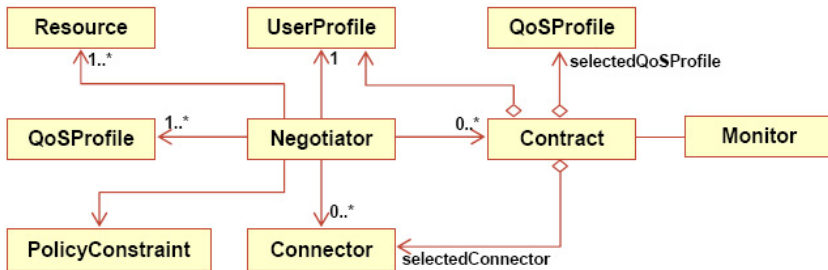 Resource
UserProfile
QoSProfile
1..*
1
selectedQoSProfile
QoSProfile
1..*
Negotiator
0..*
Contract
Monitor
0..*
PolicyConstraint
Connector
selectedConnector